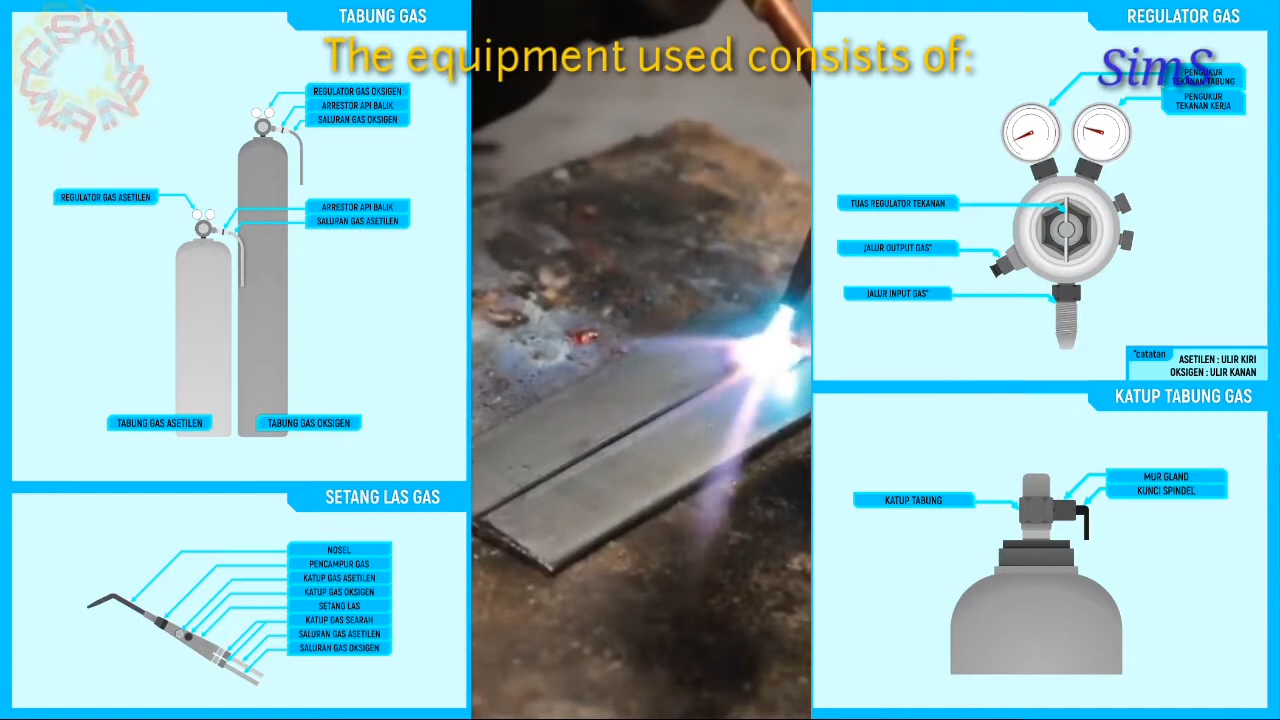 The equipment used consists of:
SimS
TABUNG GAS
REGULATOR GAS OKSIGEN
ARRESTOR API BALIK
SALURAN GAS OKSIGEN
REGULATOR GAS ASETILEN
ARRESTOR API BALIK
SALURAN GAS ASETILEN
TABUNG GAS ASETILEN
TABUNG GAS OKSIGEN
SETANG LAS GAS
NOSEL
PENCAMPUR GAS
KATUP GAS ASETILEN
KATUP GAS OKSIGEN
SETANG LAS
KATUP GAS SEARAH
SALURAN GAS ASETILEN
SALURAN GAS OKSIGEN
REGULATOR GAS
PENGUKUR
TEKANAN TABUNG
PENGUKUR
TEKANAN KERJA
TUAS REGULATOR TEKANAN
JALUR OUTPUT GAS*
JALUR INPUT GAS*
*catatan
ASETILEN : ULIR KIRI
OKSIGEN : ULIR KANAN
KATUP TABUNG GAS
KATUP TABUNG
MUR GLAND
KUNCI SPINDEL